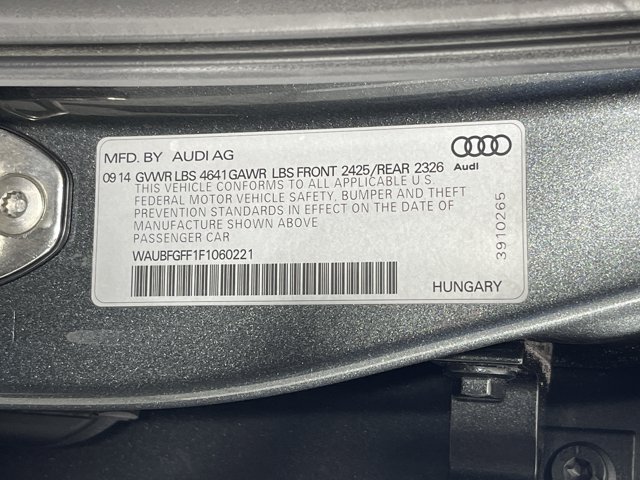 MFD. BY AUDI AG
Audi
09 14 GVWR LBS 4641 GAWR LBS FRONT 2425/REAR 2326
THIS VEHICLE CONFORMS TO ALL APPLICABLE U.S.
FEDERAL MOTOR VEHICLE SAFETY, BUMPER AND THEFT
PREVENTION STANDARDS IN EFFECT ON THE DATE OF
MANUFACTURE SHOWN ABOVE
PASSENGER CAR
WAUBFGFF1F1060221
HUNGARY
3910265